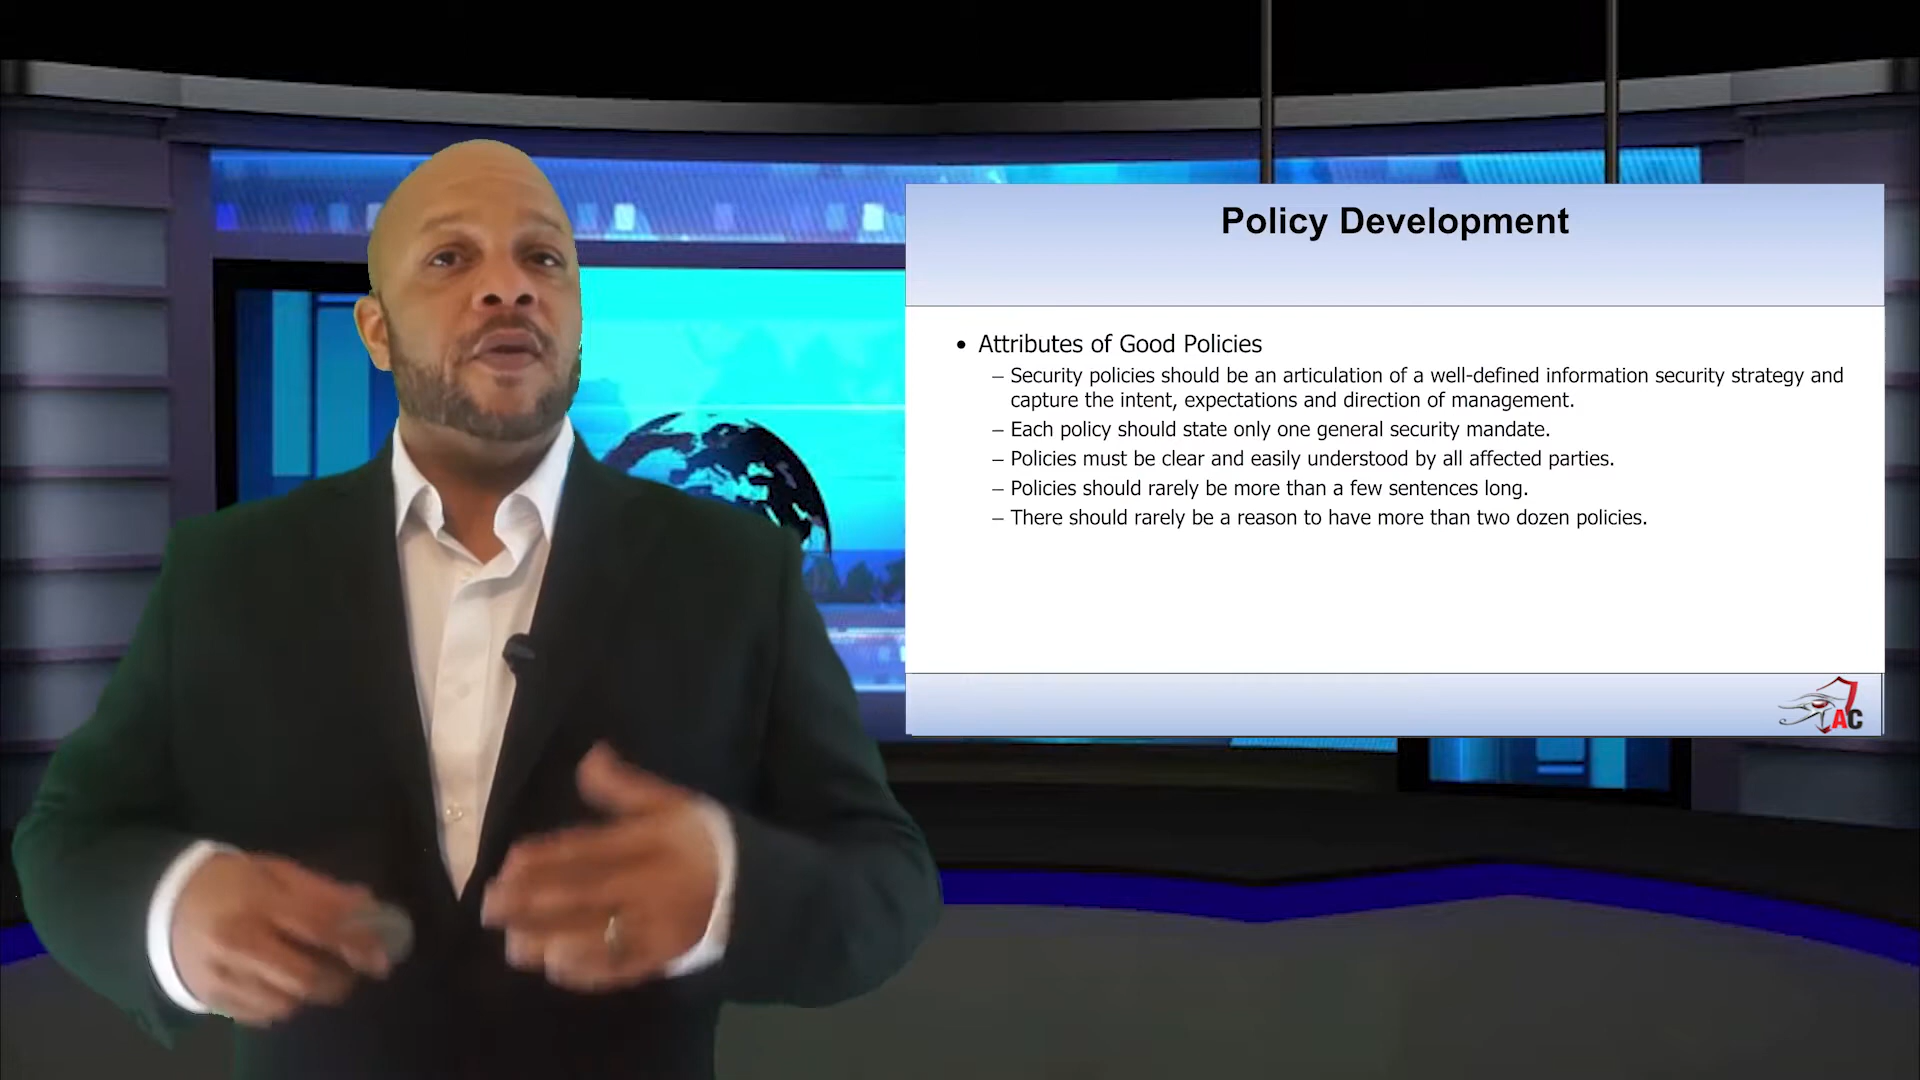 Policy Development
• Attributes of Good Policies
– Security policies should be an articulation of a well-defined information security strategy and
capture the intent, expectations and direction of management.
– Each policy should state only one general security mandate.
– Policies must be clear and easily understood by all affected parties.
– Policies should rarely be more than a few sentences long.
– There should rarely be a reason to have more than two dozen policies.
AC